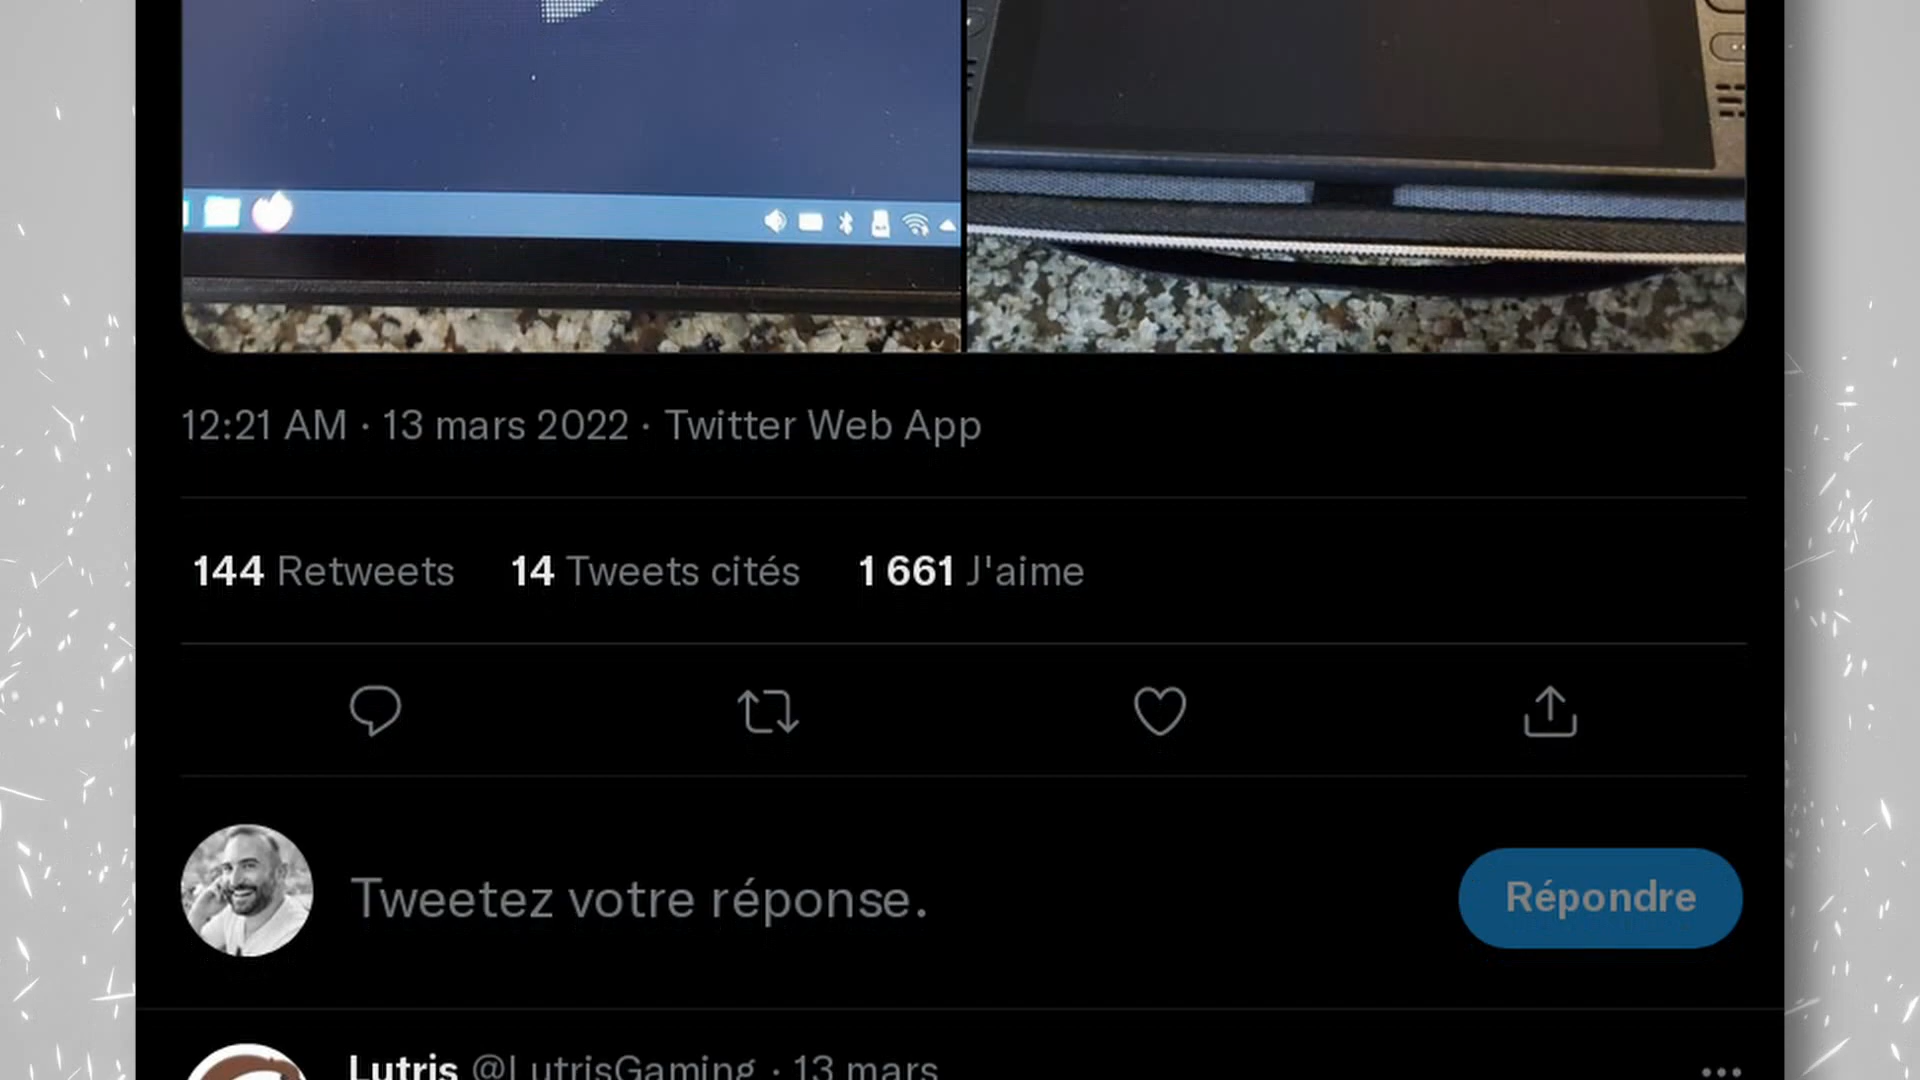 12:21 AM · 13 mars 2022 · Twitter Web App
144 Retweets 14 Tweets cités 1 661 J'aime
Tweetez votre réponse.
Répondre
Lutris @LutrisGaming · 13 mars